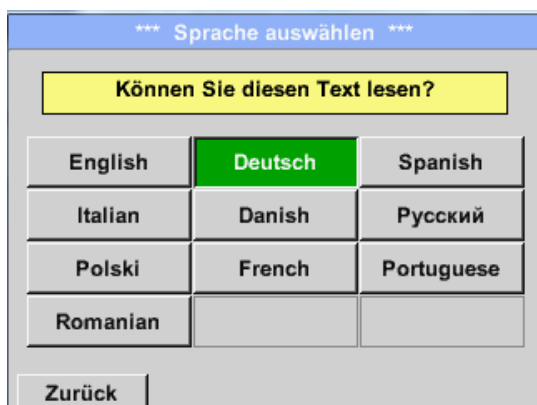 *** Sprache auswählen ***
Können Sie diesen Text lesen?
English Deutsch Spanish
Italian Danish Русский
Polski French Portuguese
Romanian
Zurück